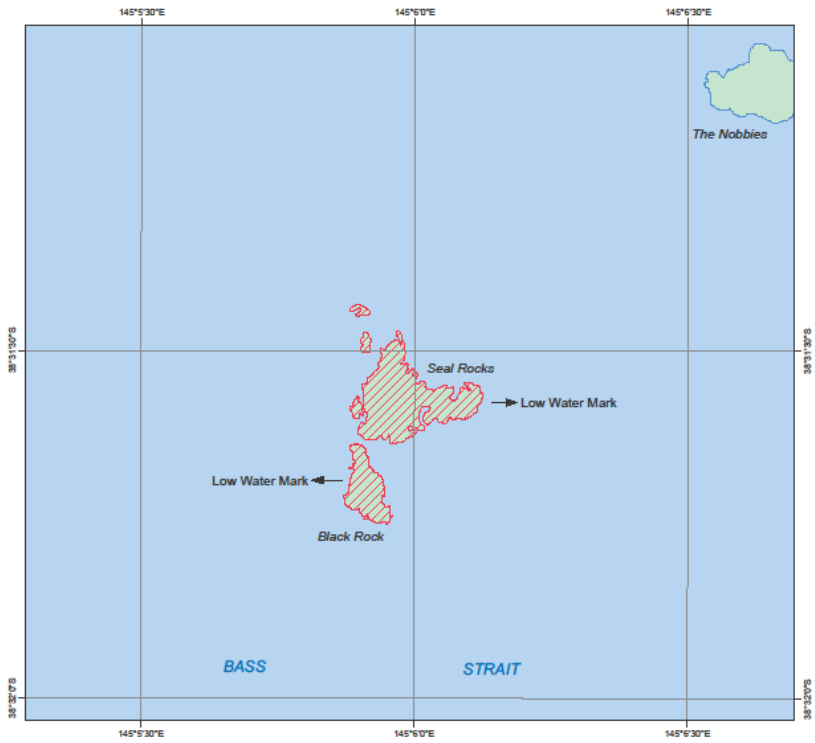 145°5'30"E
145°6'0"E
145°6'30"E
The Nobbies
38°31'30"S
38°31'30"S
Seal Rocks
Low Water Mark
Low Water Mark
Black Rock
BASS
STRAIT
38°32'0"S
38°32'0"S
145°5'30"E
145°6'0"E
145°6'30"E